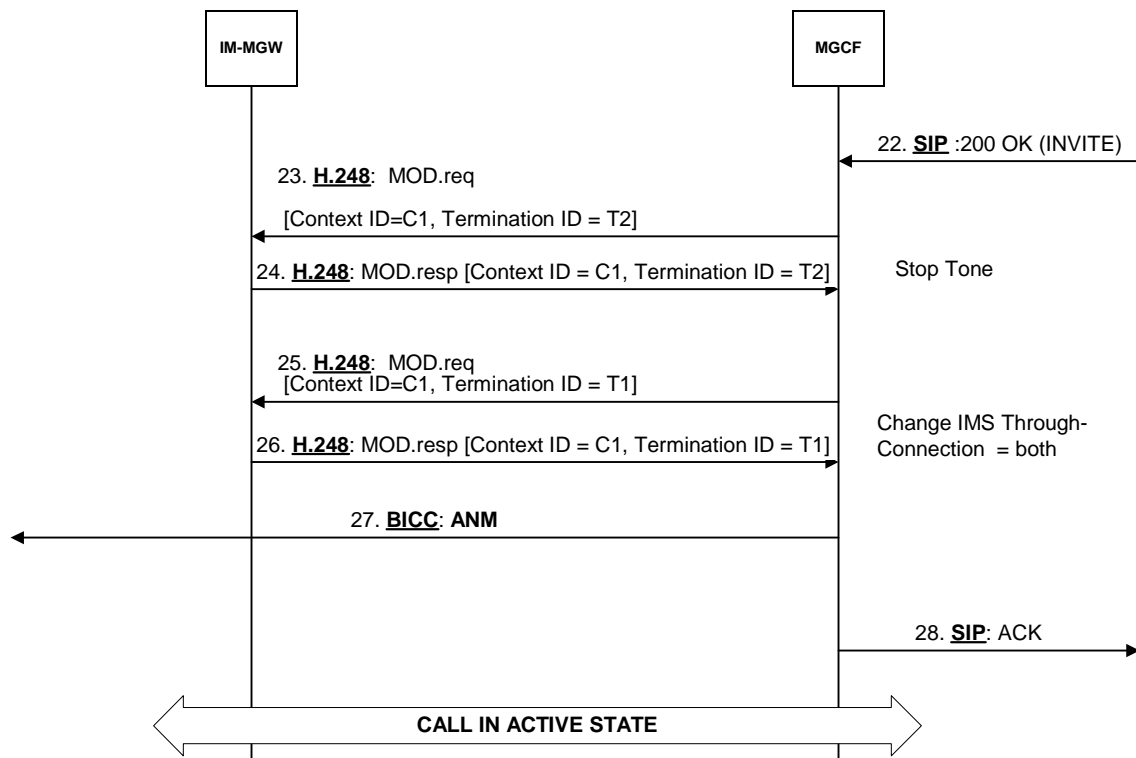 IM-MGW
MGCF
22. SIP :200 OK (INVITE)
23. H.248: MOD.req
[Context ID=C1, Termination ID = T2]
24. H.248: MOD.resp [Context ID = C1, Termination ID = T2]
Stop Tone
25. H.248: MOD.req
[Context ID=C1, Termination ID = T1]
26. H.248: MOD.resp [Context ID = C1, Termination ID = T1]
Change IMS Through-
Connection = both
27. BICC: ANM
28. SIP: ACK
CALL IN ACTIVE STATE